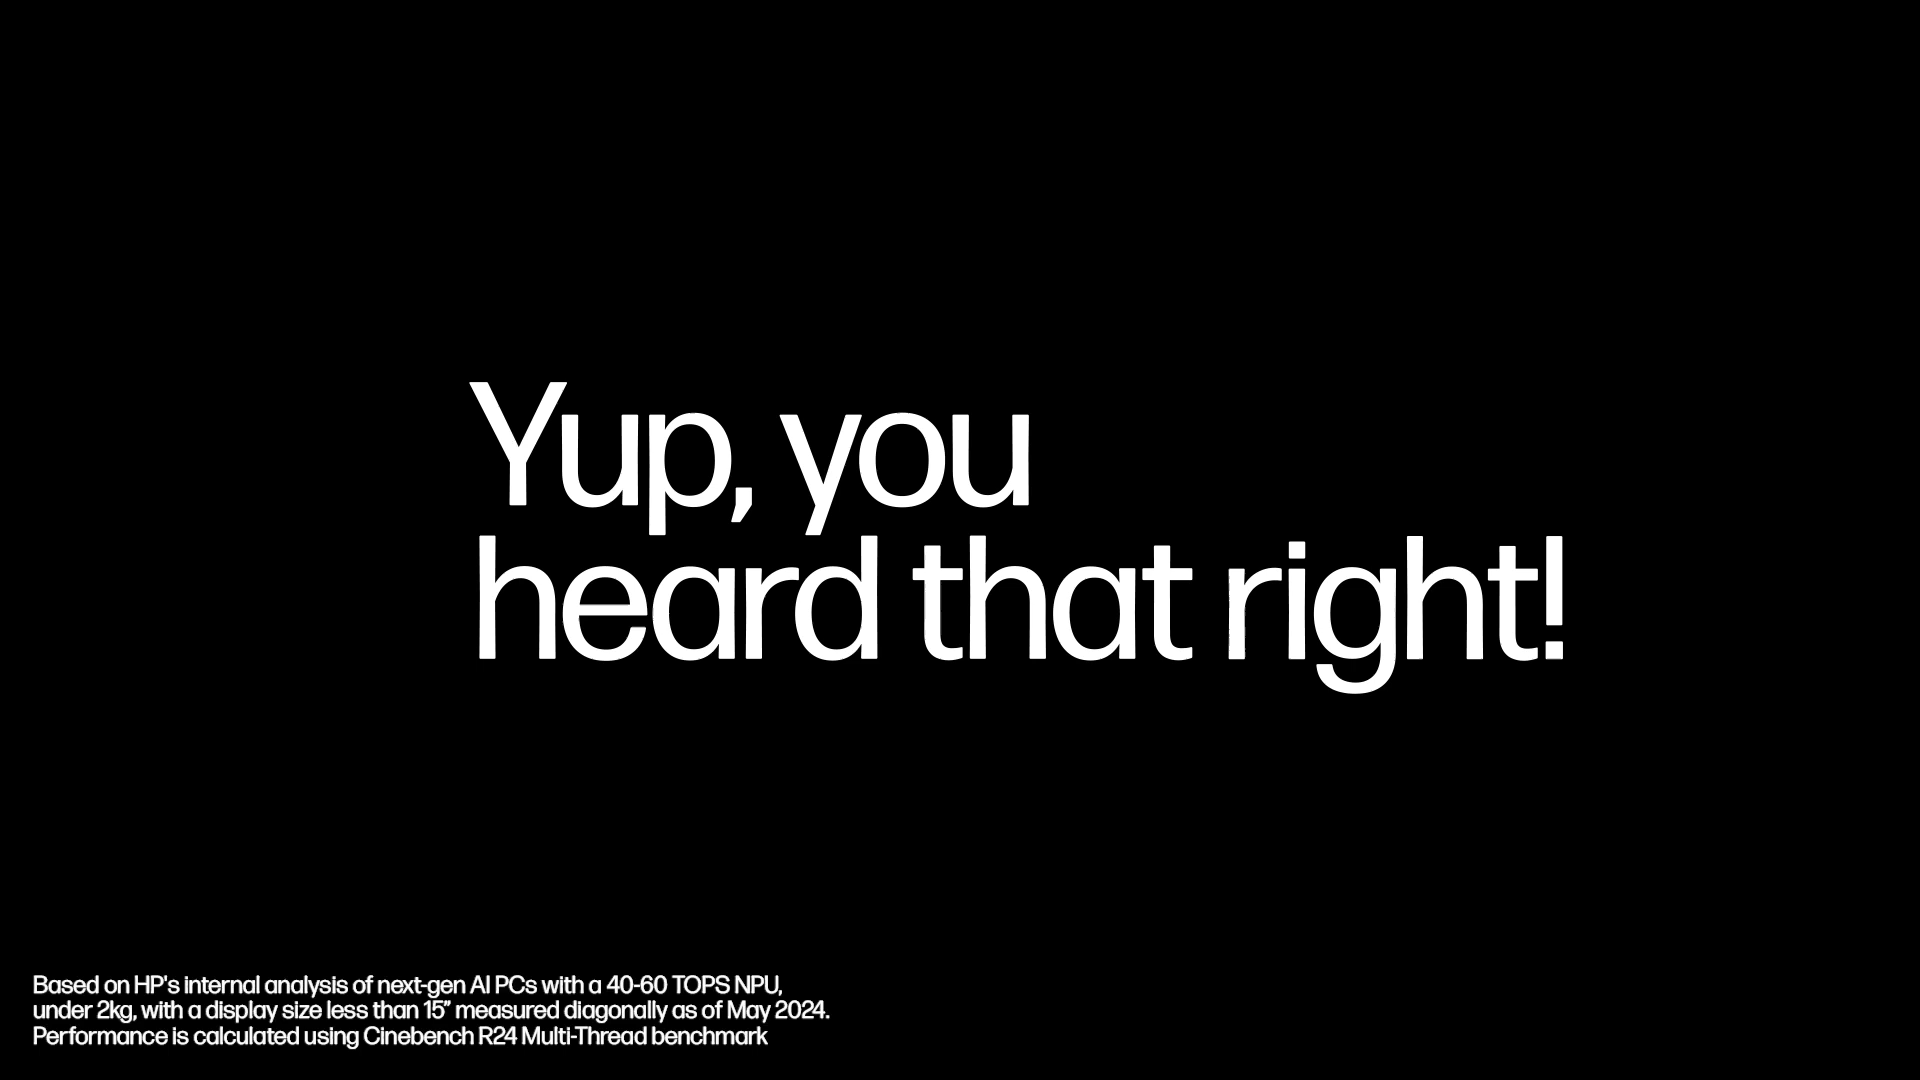 Yup, you
heard that right!
Based on HP's internal analysis of next-gen AI PCs with a 40-60 TOPS NPU,
under 2kg, with a display size less than 15” measured diagonally as of May 2024.
Performance is calculated using Cinebench R24 Multi-Thread benchmark